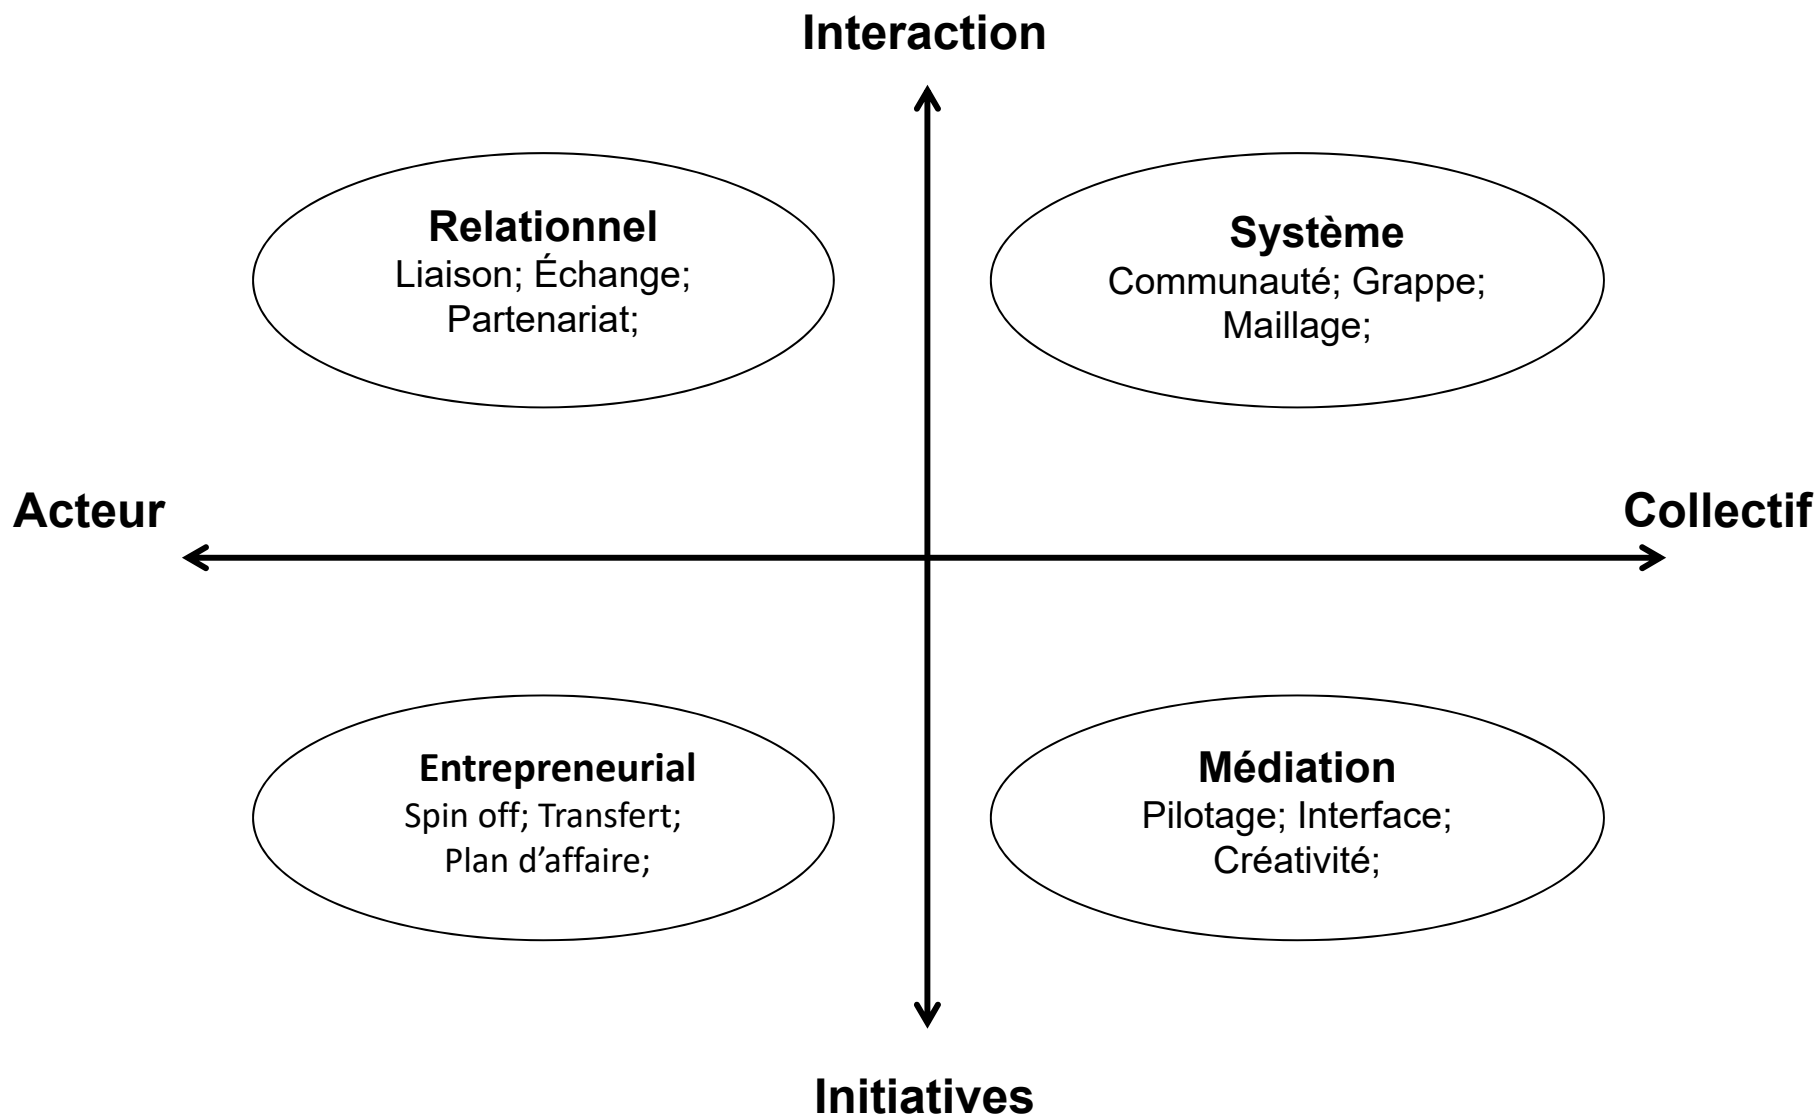 Interaction
Relationnel
Liaison; Échange;
Partenariat;
Système
Communauté; Grappe;
Maillage;
Acteur
Collectif
Entrepreneurial
Spin off; Transfert;
Plan d’affaire;
Médiation
Pilotage; Interface;
Créativité;
Initiatives